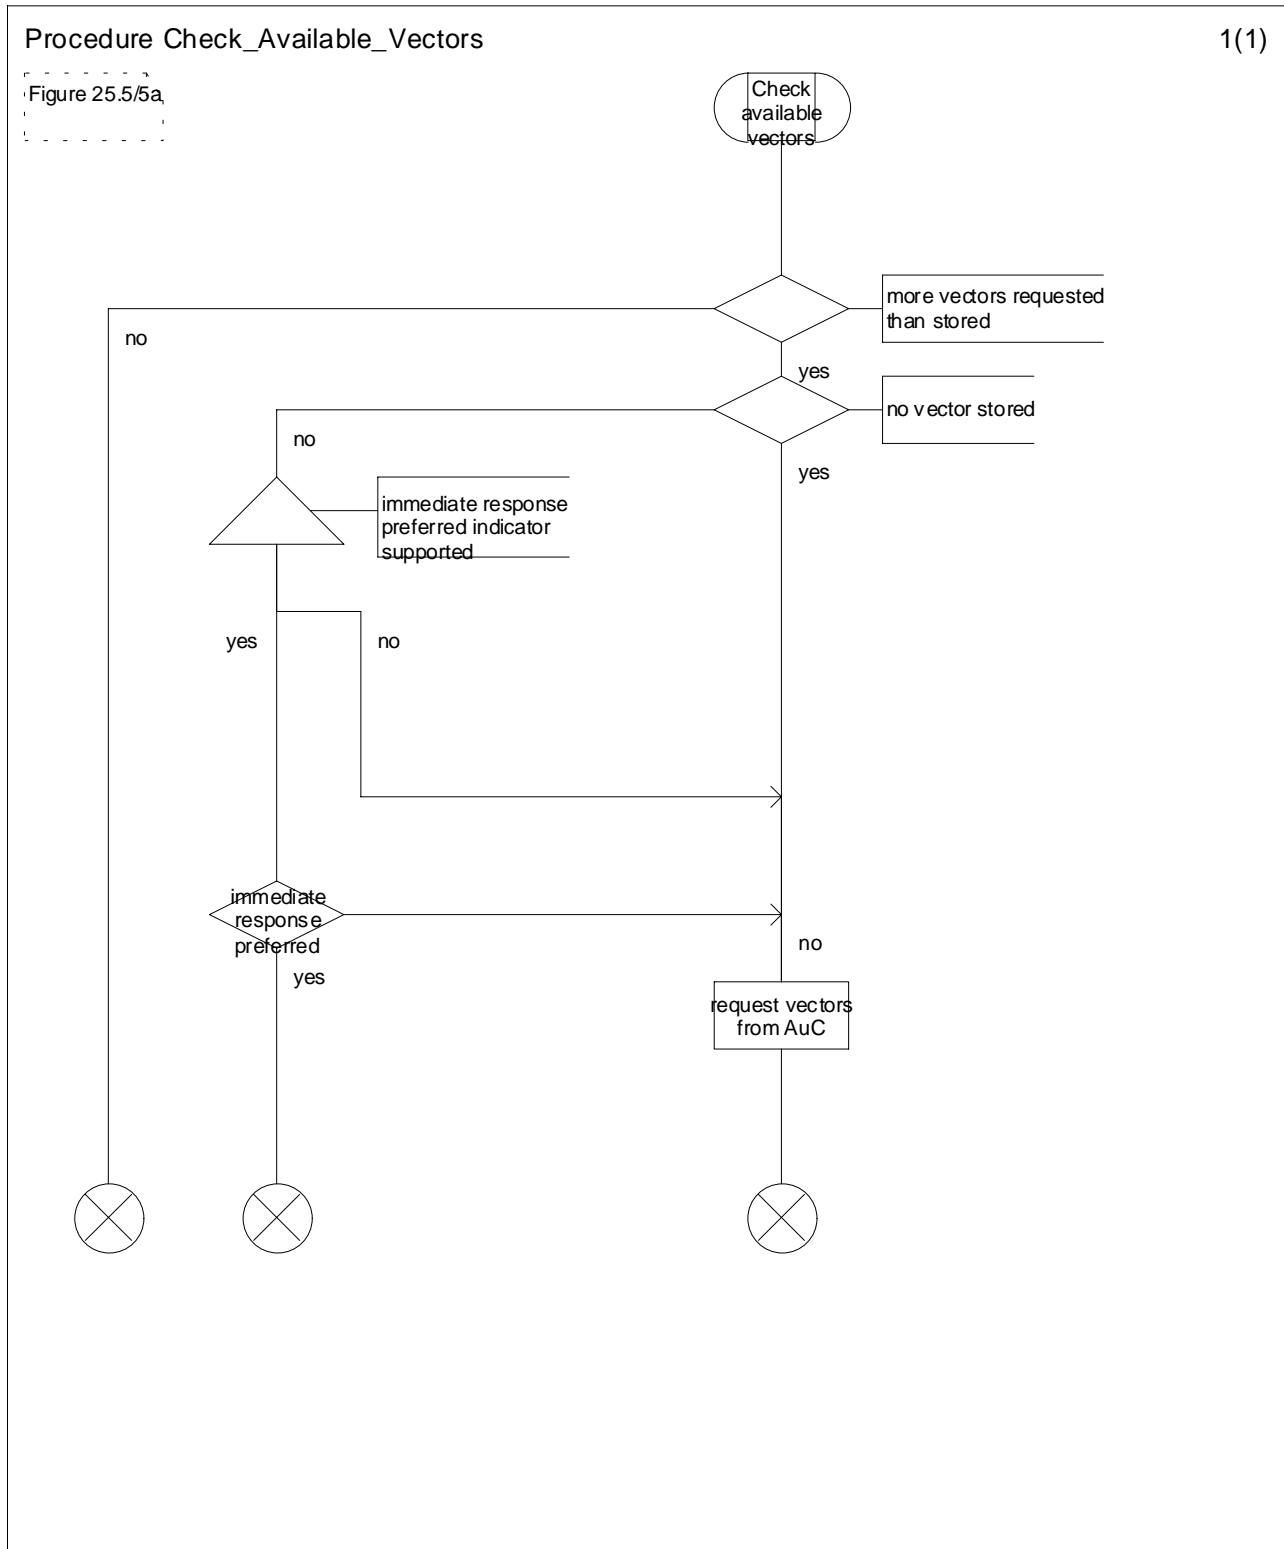 Procedure Check_Available_Vectors
1(1)
Figure 25.5/5a
Check
available
vectors
more vectors requested
than stored
no
yes
no vector stored
no
yes
immediate response
preferred indicator
supported
yes
no
immediate
response
preferred
no
yes
request vectors
from AuC